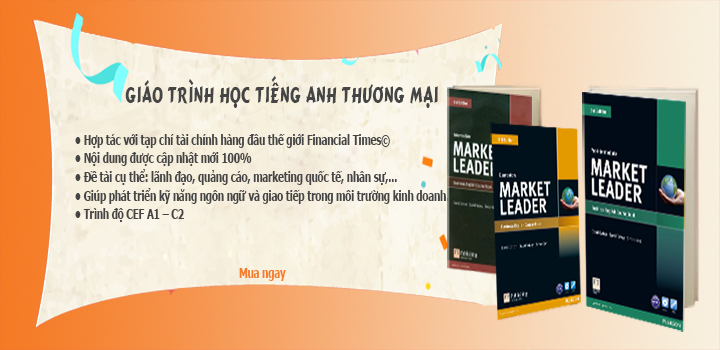 GIÁO TRÌNH HỌC TIẾNG ANH THƯƠNG MẠI
• Hợp tác với tạp chí tài chính hàng đầu thế giới Financial Times©
• Nội dung được cập nhật mới 100%
• Đề tài cụ thể: lãnh đạo, quảng cáo, marketing quốc tế, nhân sự,...
• Giúp phát triển kỹ năng ngôn ngữ và giao tiếp trong môi trường kinh doanh
• Trình độ CEF A1 – C2
Mua ngay
MARKET
LEADER
MARKET
LEADER
MARKET
LEADER
PEARSON